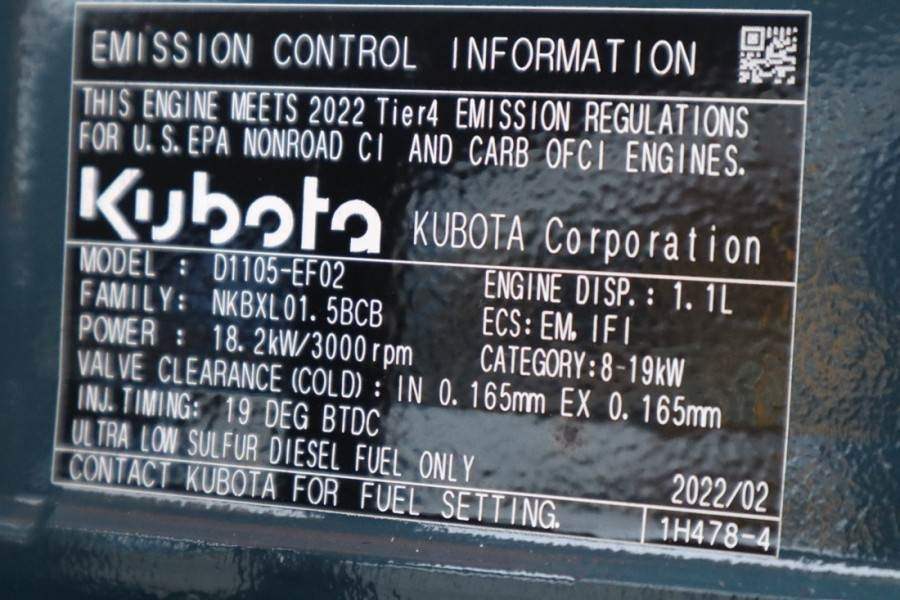 EMISSION CONTROL INFORMATION
THIS ENGINE MEETS 2022 Tier4 EMISSION REGULATIONS
FOR U.S.EPA NONROAD CI AND CARB OFCI ENGINES.
Kubota KUBOTA Corporation
MODEL : D1105-EF02
ENGINE DISP.: 1.1L
FAMILY: NKBXL01.5BCB
ECS:EM, IFI
POWER : 18.2kW/3000rpm
CATEGORY:8-19kW
VALVE CLEARANCE(COLD): IN 0.165mm EX 0.165mm
INJ.TIMING: 19 DEG BTDC
ULTRA LOW SULFUR DIESEL FUEL ONLY
2022/02
CONTACT KUBOTA FOR FUEL SETTING.
1H478-4